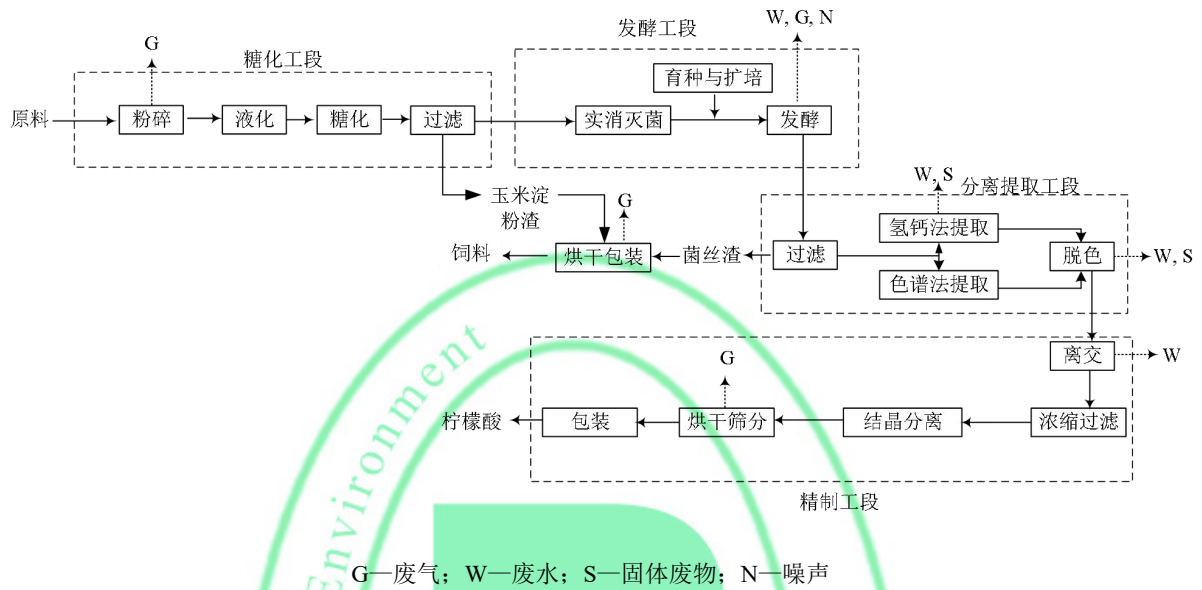 W, G, N
发酵工段
G
糖化工段
育种与扩培
原料
粉碎
液化
糖化
过滤
实消灭菌
发酵
W, S
分离提取工段
玉米淀
粉渣
G
氢钙法提取
饲料
烘干包装
菌丝渣
过滤
脱色
W, S
色谱法提取
离交
W
G
柠檬酸
包装
烘干筛分
结晶分离
浓缩过滤
精制工段
Environment
G—废气；W—废水；S—固体废物；N—噪声